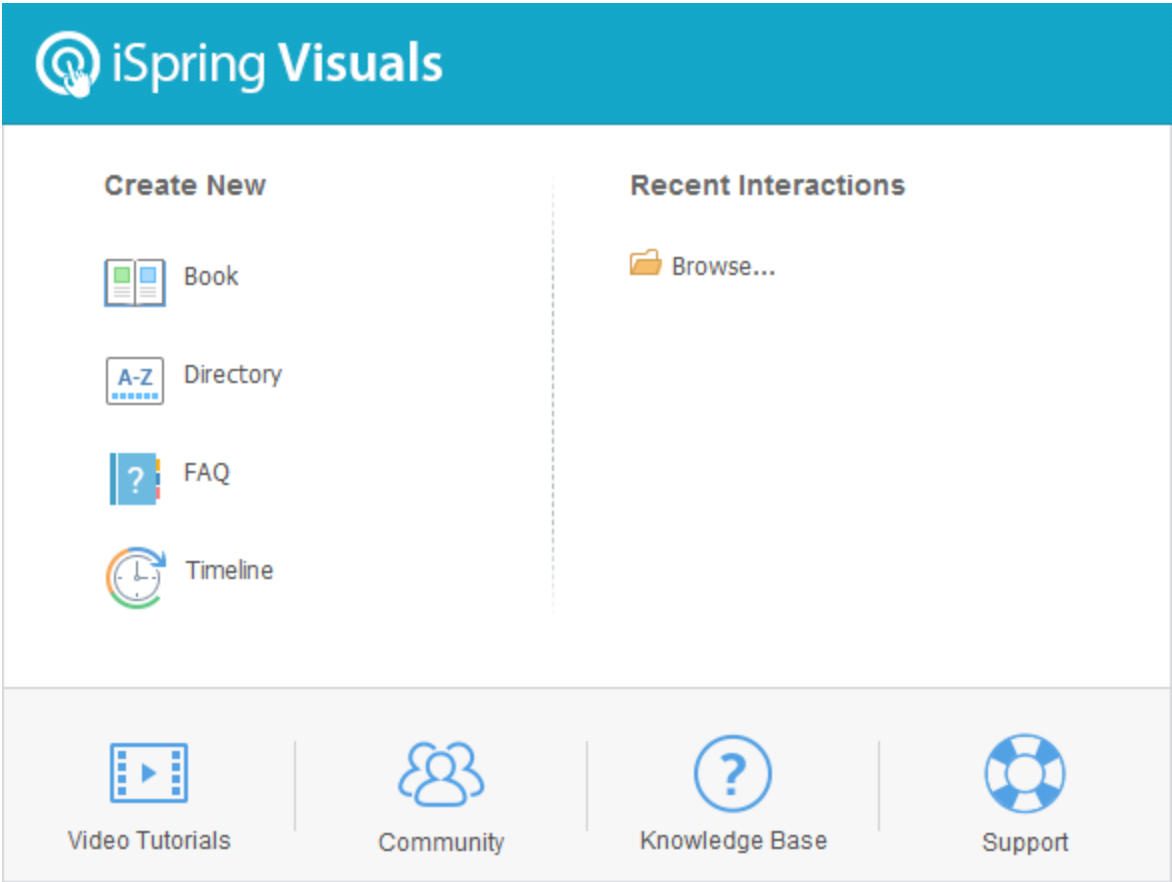 iSpring Visuals
Create New
Book
A-Z
Directory
?
FAQ
Timeline
Recent Interactions
Browse...
Video Tutorials
Community
?
Knowledge Base
Support